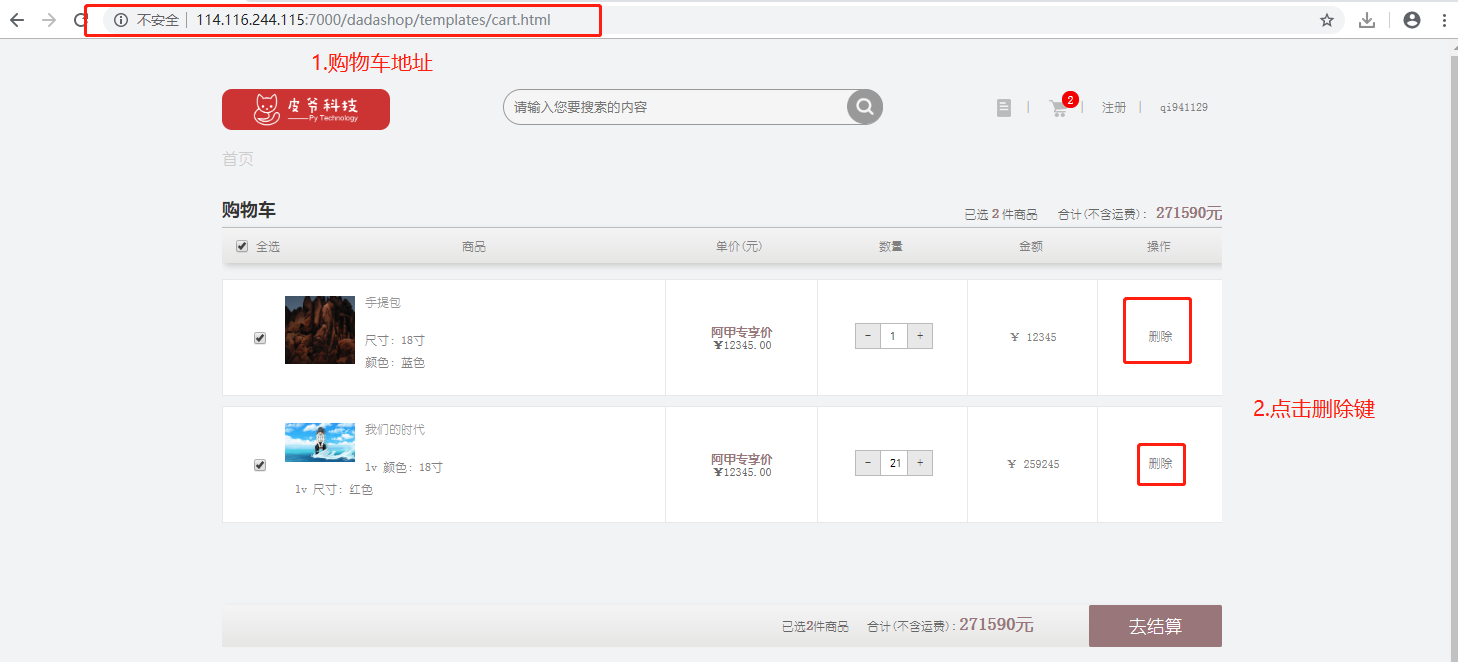 不安全 114.116.244.115:7000/dadashop/templates/cart.html
1.购物车地址
皮爷科技
Py Technology
请输入您要搜索的内容
2
注册
qi941129
首页
购物车
已选 2 件商品 合计(不含运费): 271590元
全选 商品 单价(元) 数量 金额 操作
手提包
尺寸: 18寸
颜色: 蓝色
阿甲专享价
¥12345.00
- 1 +
¥ 12345
删除
2.点击删除键
我们的时代
lv 颜色: 18寸
lv 尺寸: 红色
阿甲专享价
¥12345.00
- 21 +
¥ 259245
删除
已选2件商品 合计(不含运费): 271590元
去结算